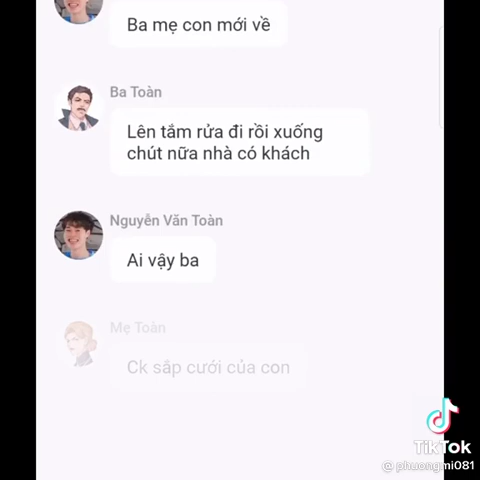 Ba mẹ con mới về
Ba Toàn
Lên tắm rửa đi rồi xuống
chút nữa nhà có khách
Nguyễn Văn Toàn
Ai vậy ba
Mẹ Toàn
Ck sắp cưới của con
TikTok
@ phuongmi081